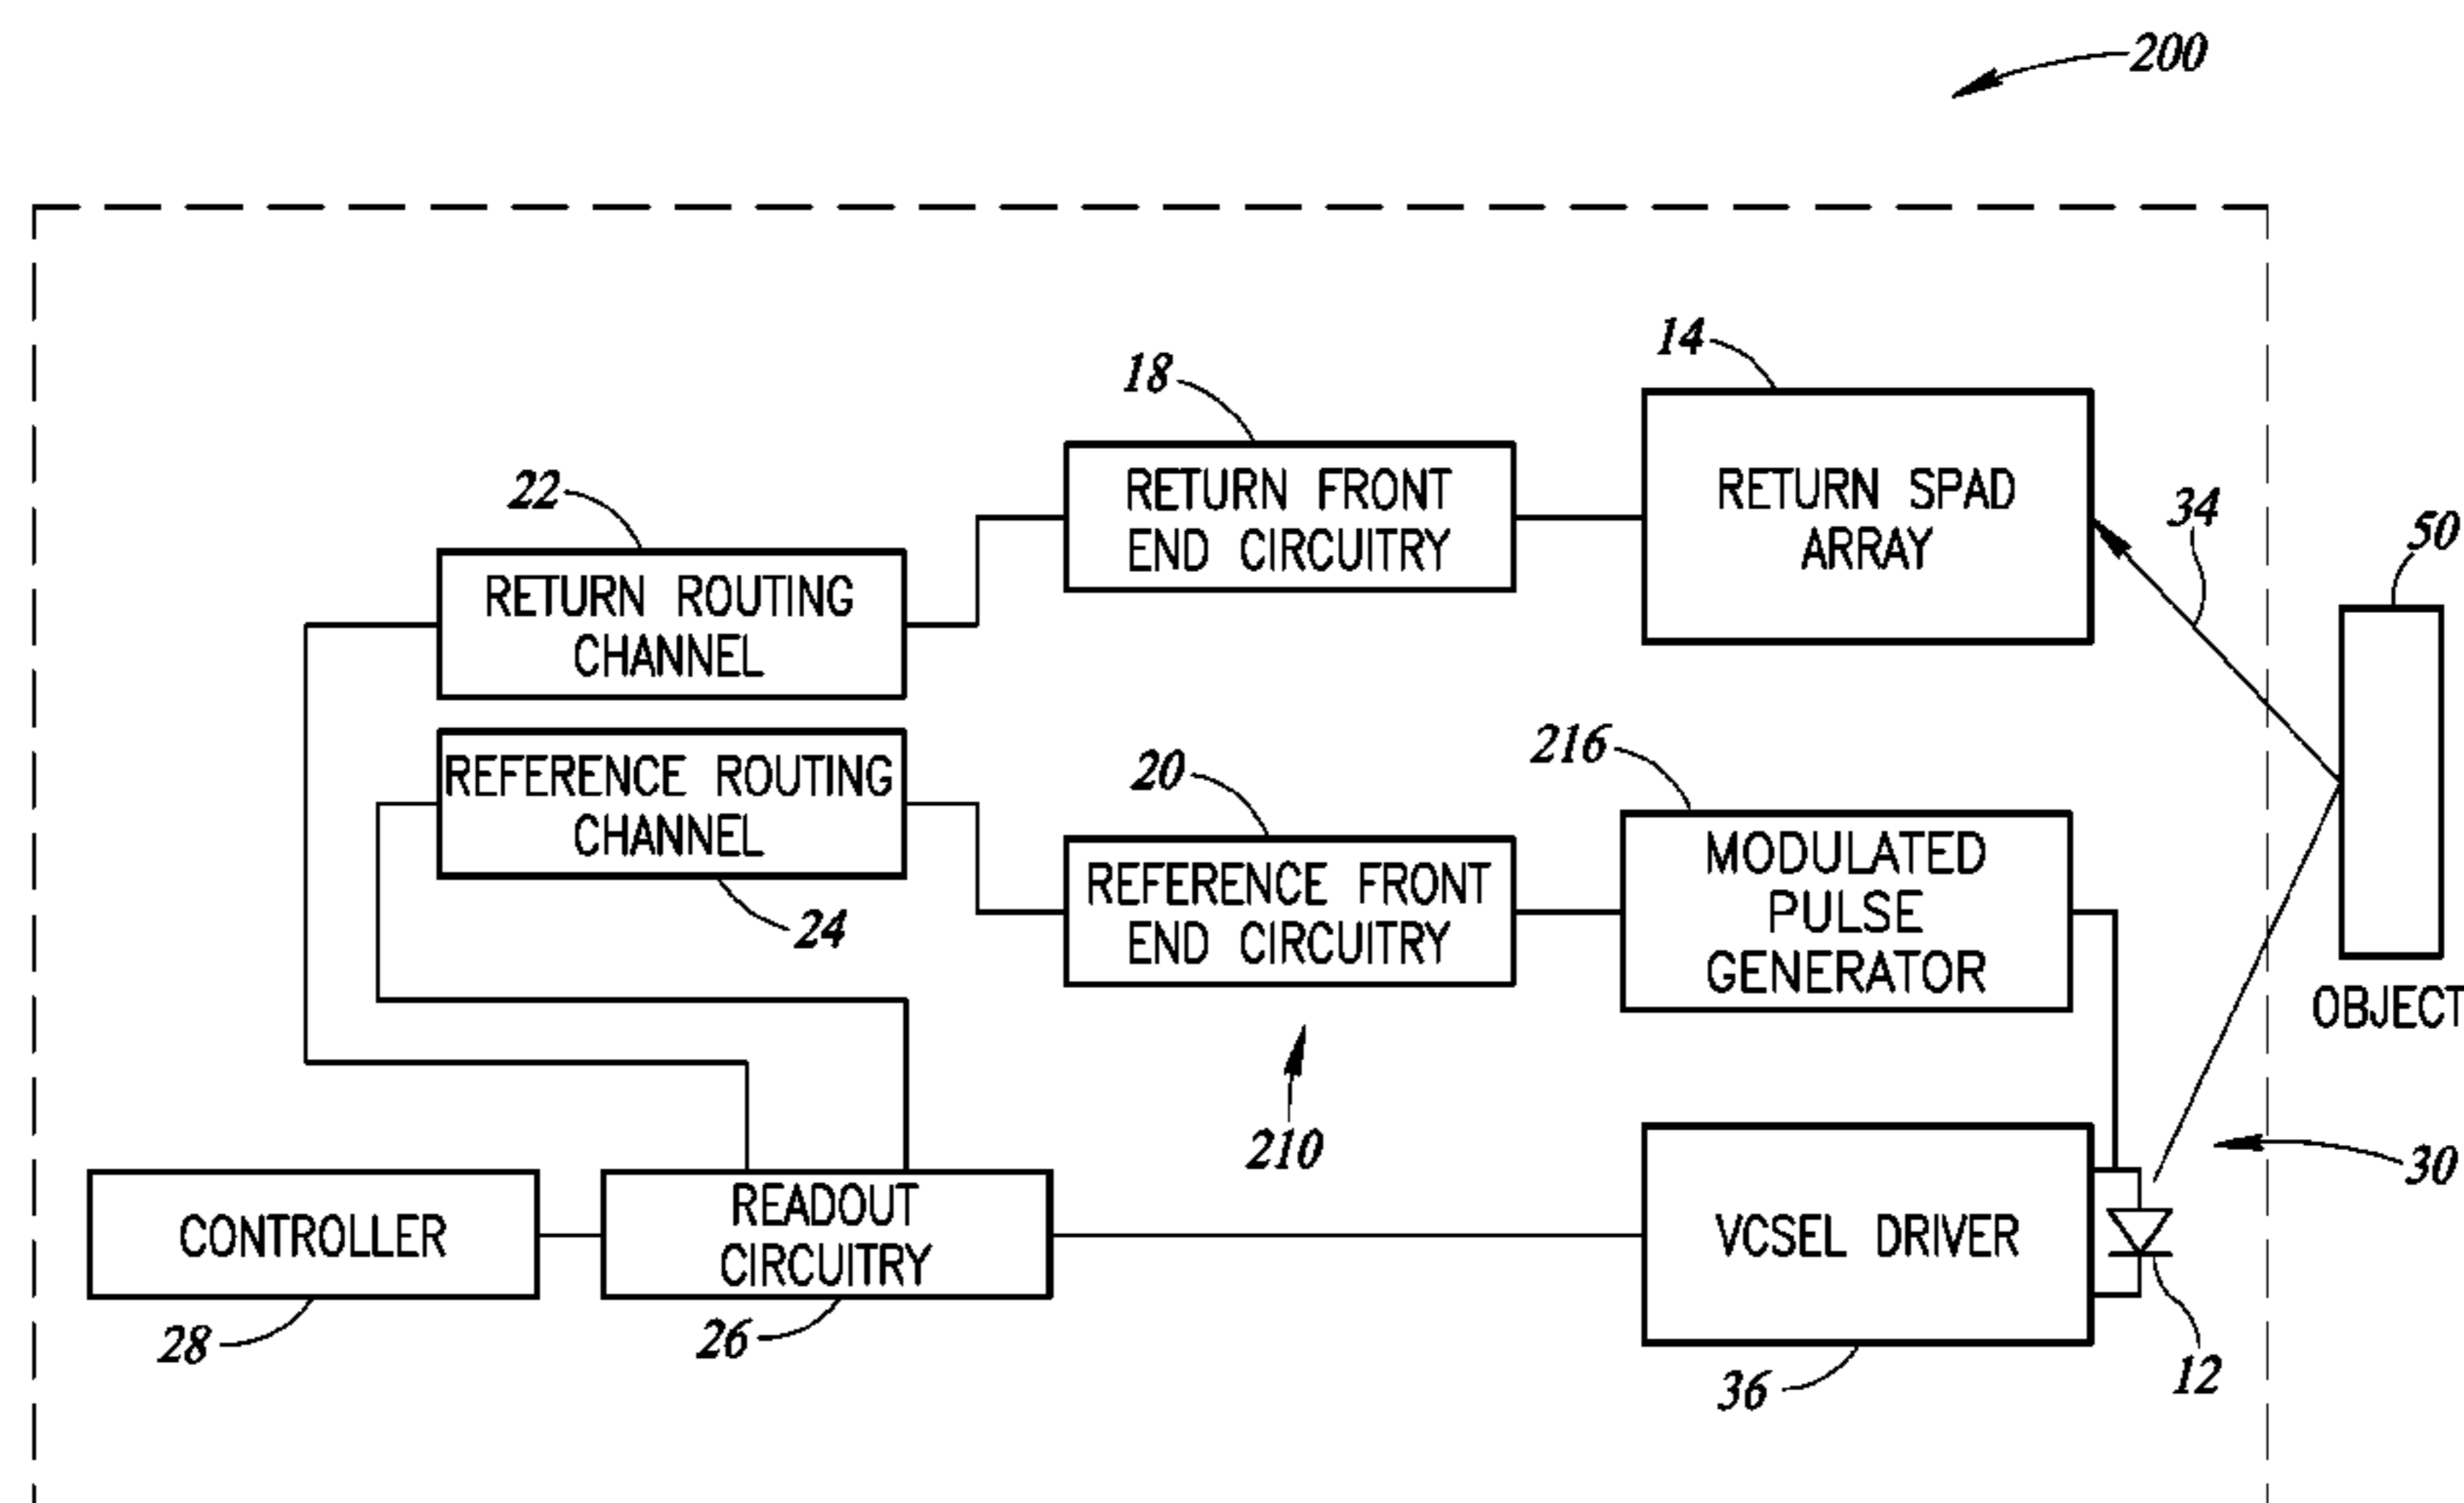 200
14
18
22
RETURN FRONT
END CIRCUITRY
RETURN SPAD
ARRAY
34
50
RETURN ROUTING
CHANNEL
REFERENCE ROUTING
CHANNEL
24
20
216
REFERENCE FRONT
END CIRCUITRY
MODULATED
PULSE
GENERATOR
OBJECT
210
30
CONTROLLER
28
READOUT
CIRCUITRY
26
VCSEL DRIVER
36
12